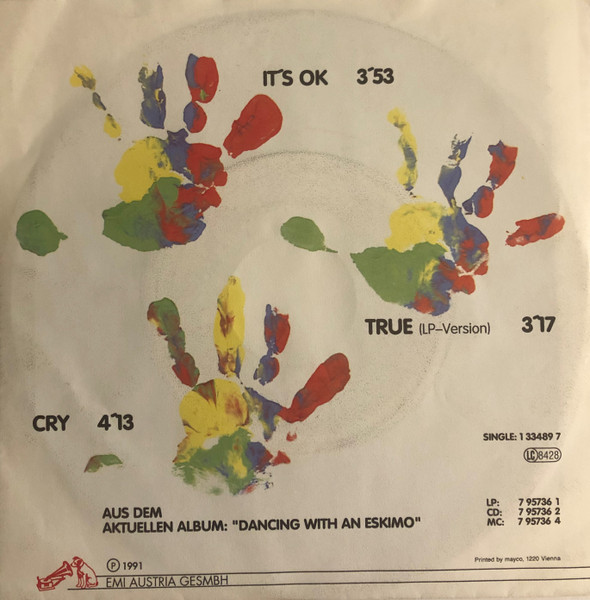 IT'S OK 3´53
TRUE (LP-Version) 3´17
CRY 4´13
SINGLE: 1 33489 7
LC 8428
AUS DEM
AKTUELLEN ALBUM: "DANCING WITH AN ESKIMO"
LP: 7 95736 1
CD: 7 95736 2
MC: 7 95736 4
Printed by mayco, 1220 Vienna
Ⓟ 1991
EMI AUSTRIA GESMBH